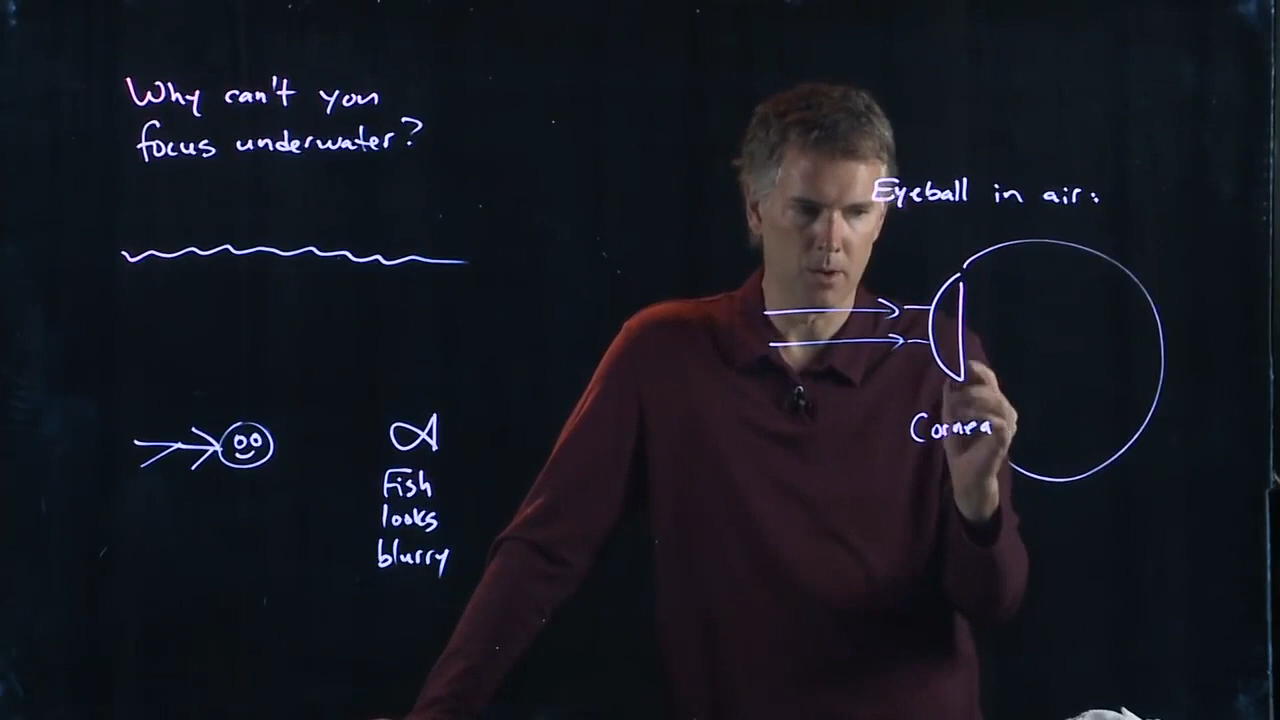 Why can't you
focus underwater?
Fish
looks
blurry
Eyeball in air:
Cornea